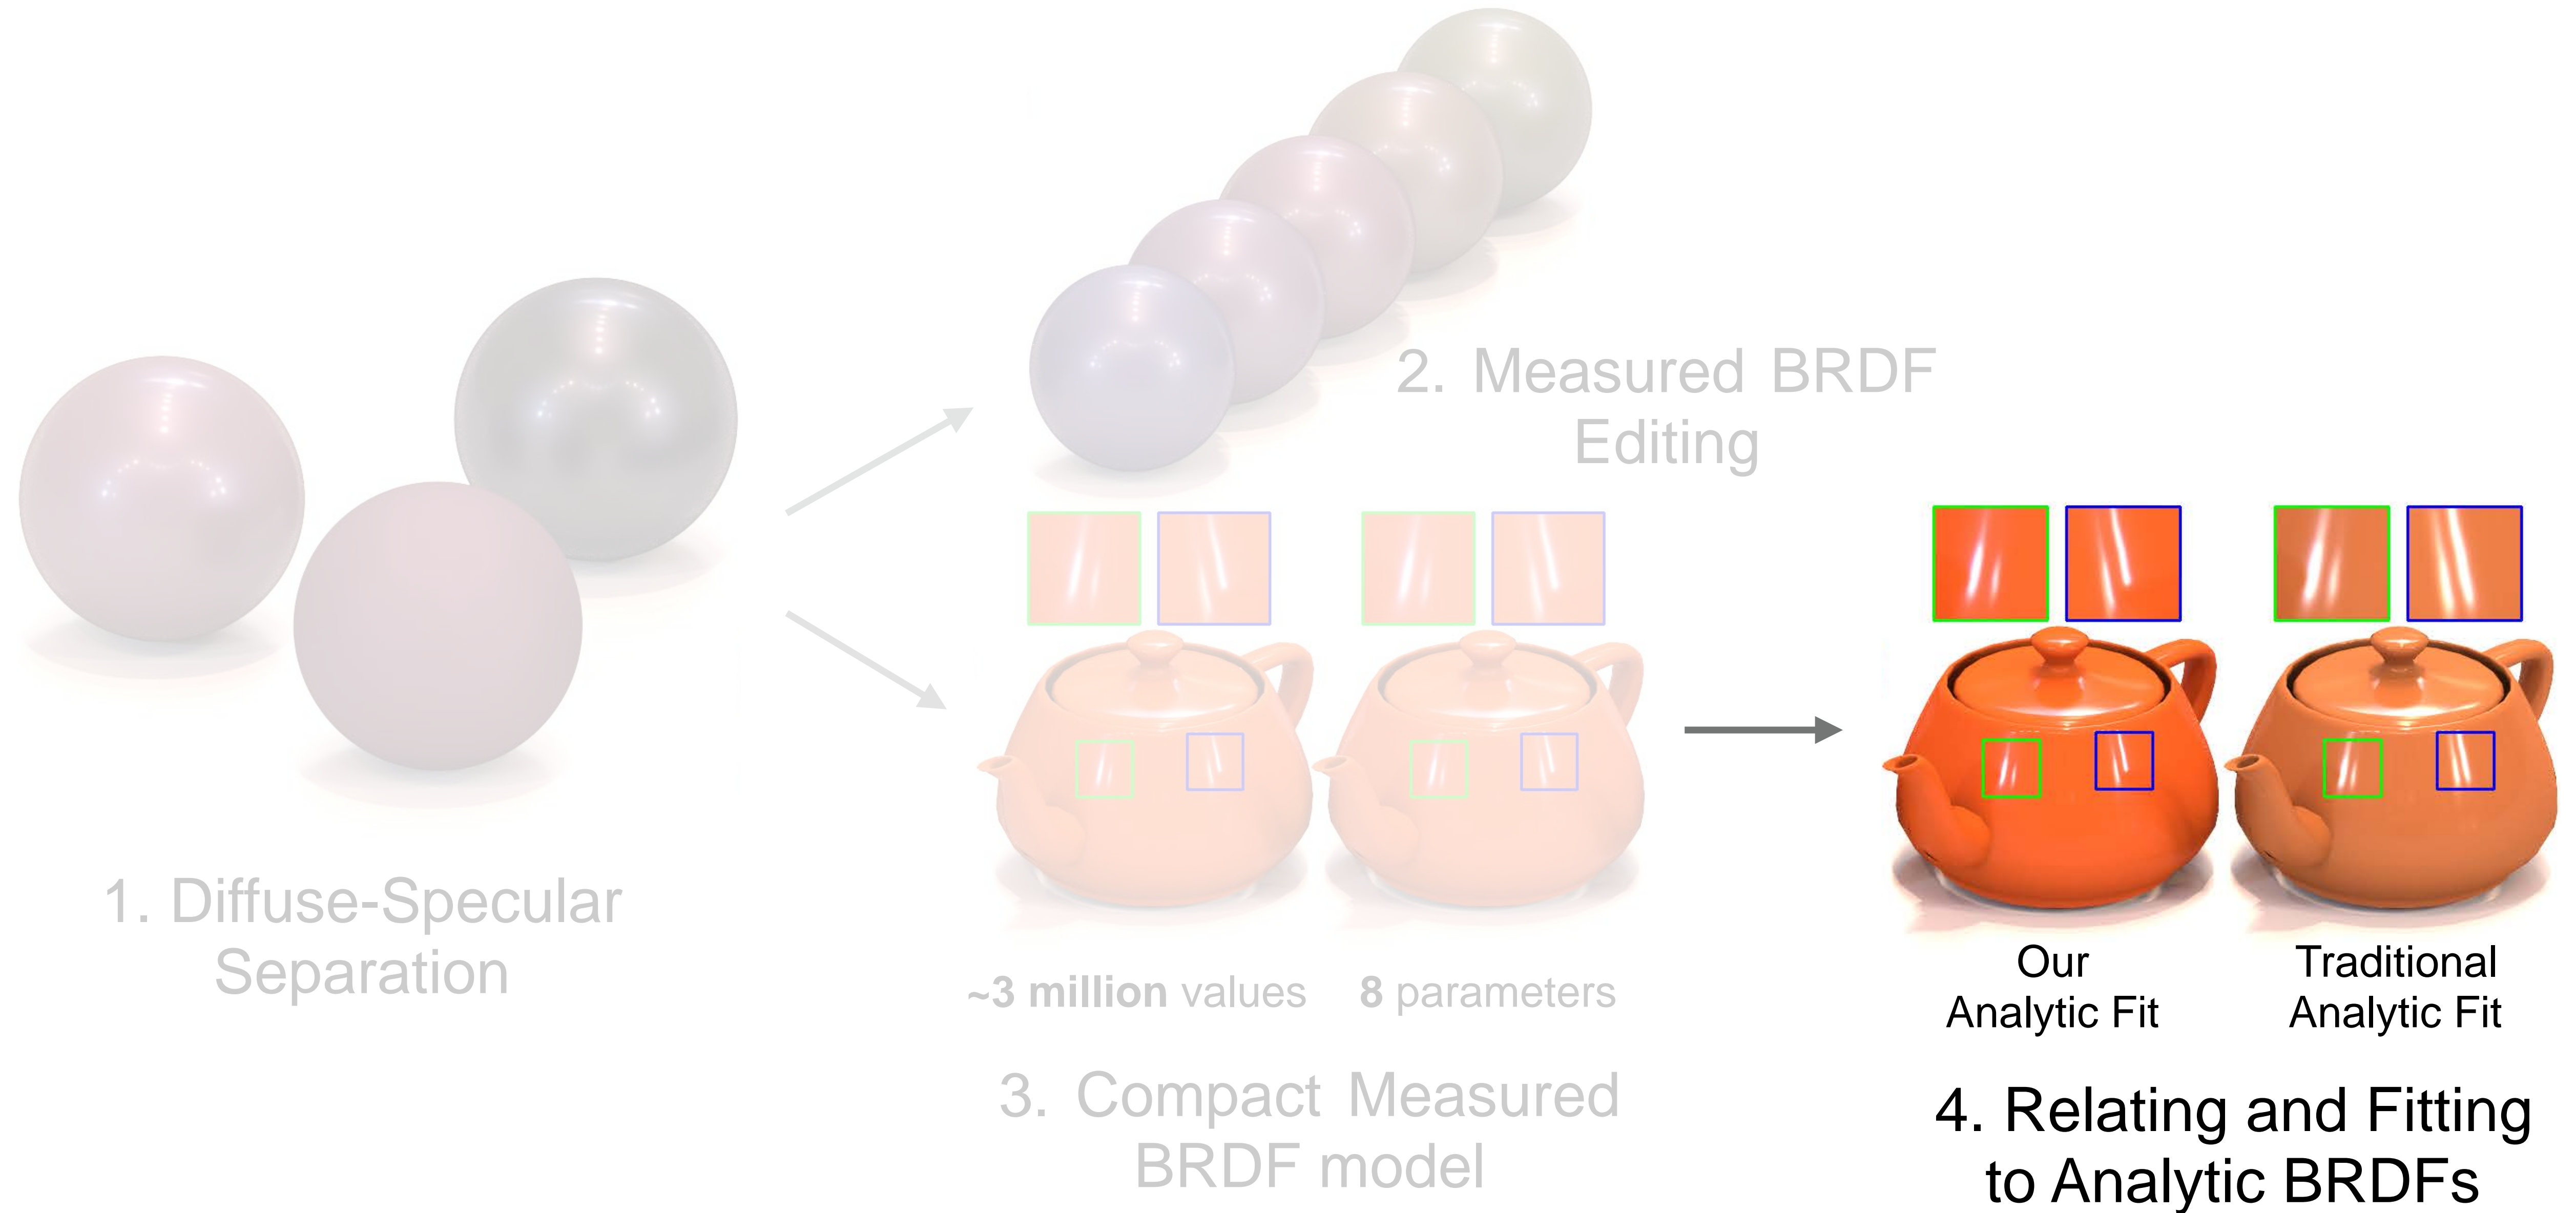 1. Diffuse-Specular
Separation
2. Measured BRDF
Editing
~3 million values
8 parameters
3. Compact Measured
BRDF model
Our
Analytic Fit
Traditional
Analytic Fit
4. Relating and Fitting
to Analytic BRDFs